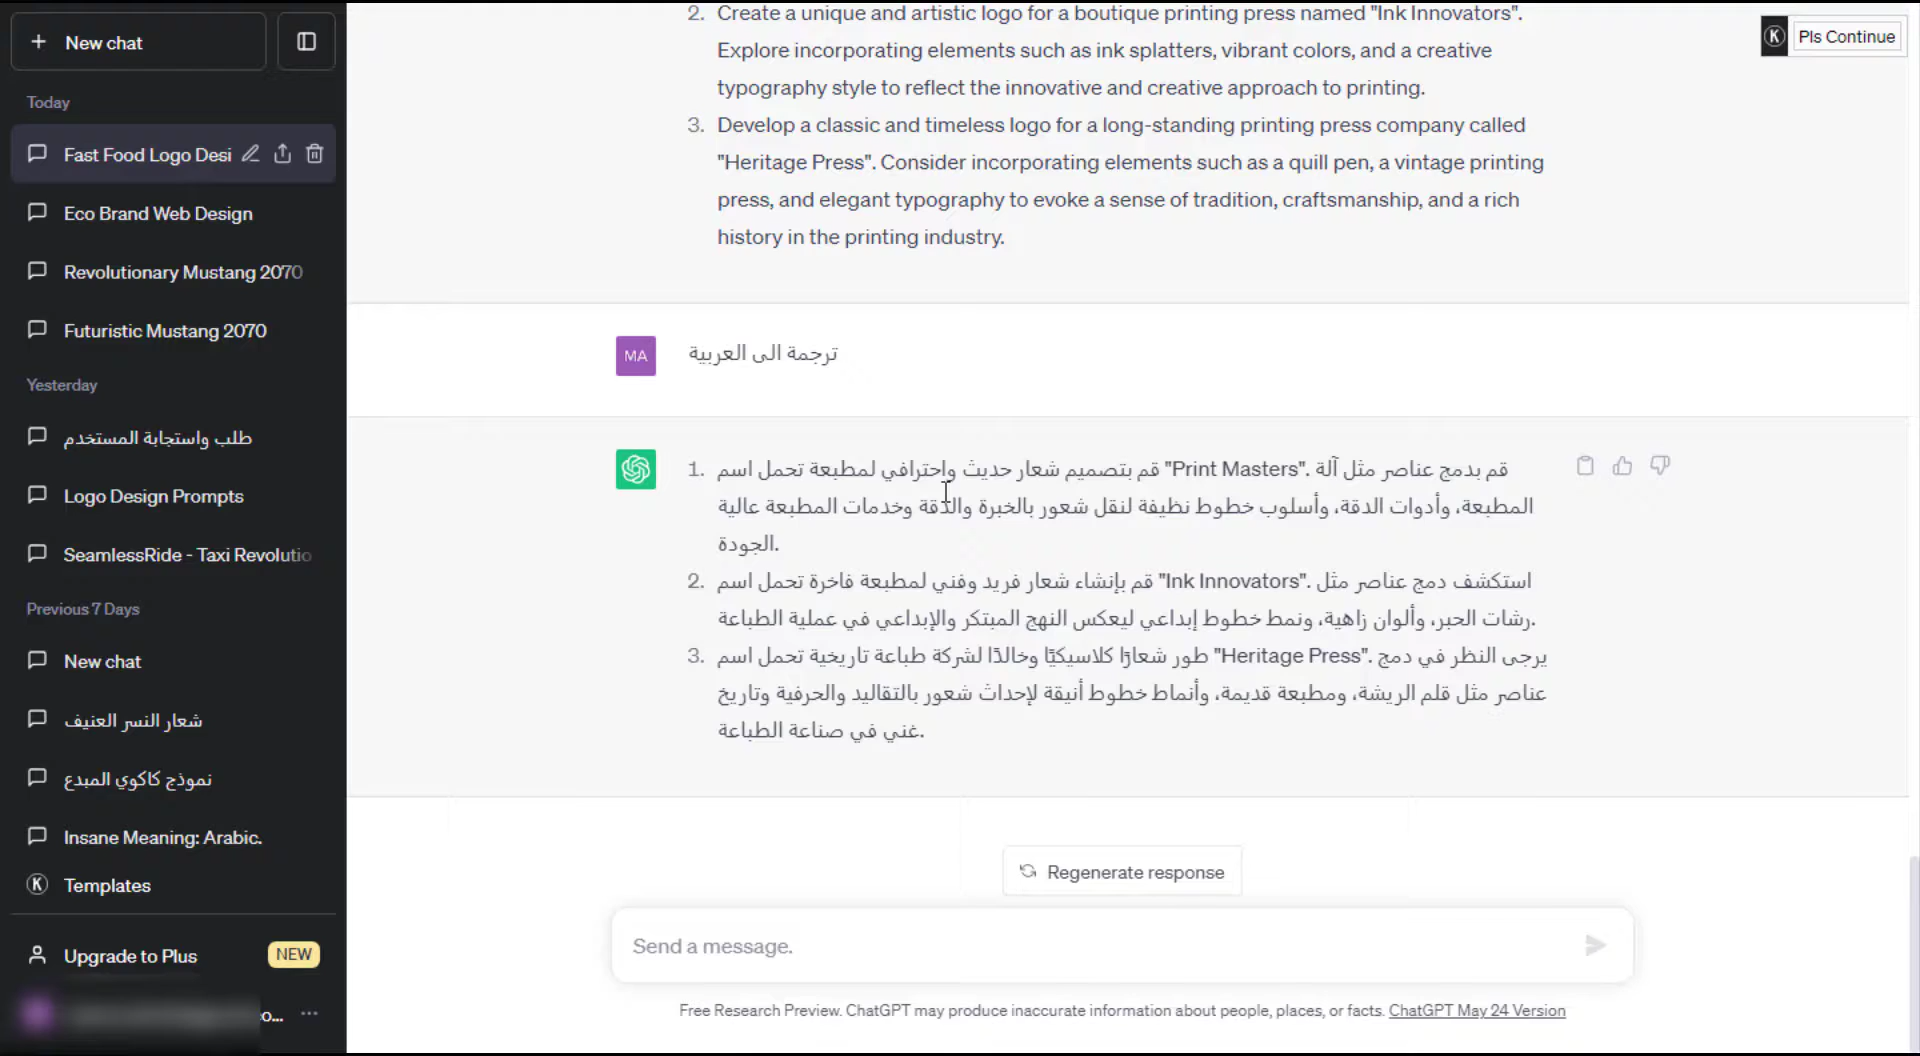 New chat
Today
Fast Food Logo Desi
Eco Brand Web Design
Revolutionary Mustang 2070
Futuristic Mustang 2070
Yesterday
طلب واستجابة المستخدم
Logo Design Prompts
SeamlessRide - Taxi Revolutio
Previous 7 Days
New chat
شعار النسر العنيف
نموذج كاكوي المبدع
Insane Meaning: Arabic.
Templates
Upgrade to Plus NEW
o...
2. Create a unique and artistic logo for a boutique printing press named "Ink Innovators".
Explore incorporating elements such as ink splatters, vibrant colors, and a creative
typography style to reflect the innovative and creative approach to printing.
3. Develop a classic and timeless logo for a long-standing printing press company called
"Heritage Press". Consider incorporating elements such as a quill pen, a vintage printing
press, and elegant typography to evoke a sense of tradition, craftsmanship, and a rich
history in the printing industry.
K Pls Continue
MA ترجمة الى العربية
1. قم بتصميم شعار حديث واحترافي لمطبعة تحمل اسم "Print Masters". قم بدمج عناصر مثل آلة
المطبعة، وأدوات الدقة، وأسلوب خطوط نظيفة لنقل شعور بالخبرة والدقة وخدمات المطبعة عالية
الجودة.
2. قم بإنشاء شعار فريد وفني لمطبعة فاخرة تحمل اسم "Ink Innovators". استكشف دمج عناصر مثل
رشات الحبر، وألوان زاهية، ونمط خطوط إبداعي ليعكس النهج المبتكر والإبداعي في عملية الطباعة.
3. طور شعارًا كلاسيكيًا وخالدًا لشركة طباعة تاريخية تحمل اسم "Heritage Press". يرجى النظر في دمج
عناصر مثل قلم الريشة، ومطبعة قديمة، وأنماط خطوط أنيقة لإحداث شعور بالتقاليد والحرفية وتاريخ
غني في صناعة الطباعة.
Regenerate response
Send a message.
Free Research Preview. ChatGPT may produce inaccurate information about people, places, or facts. ChatGPT May 24 Version